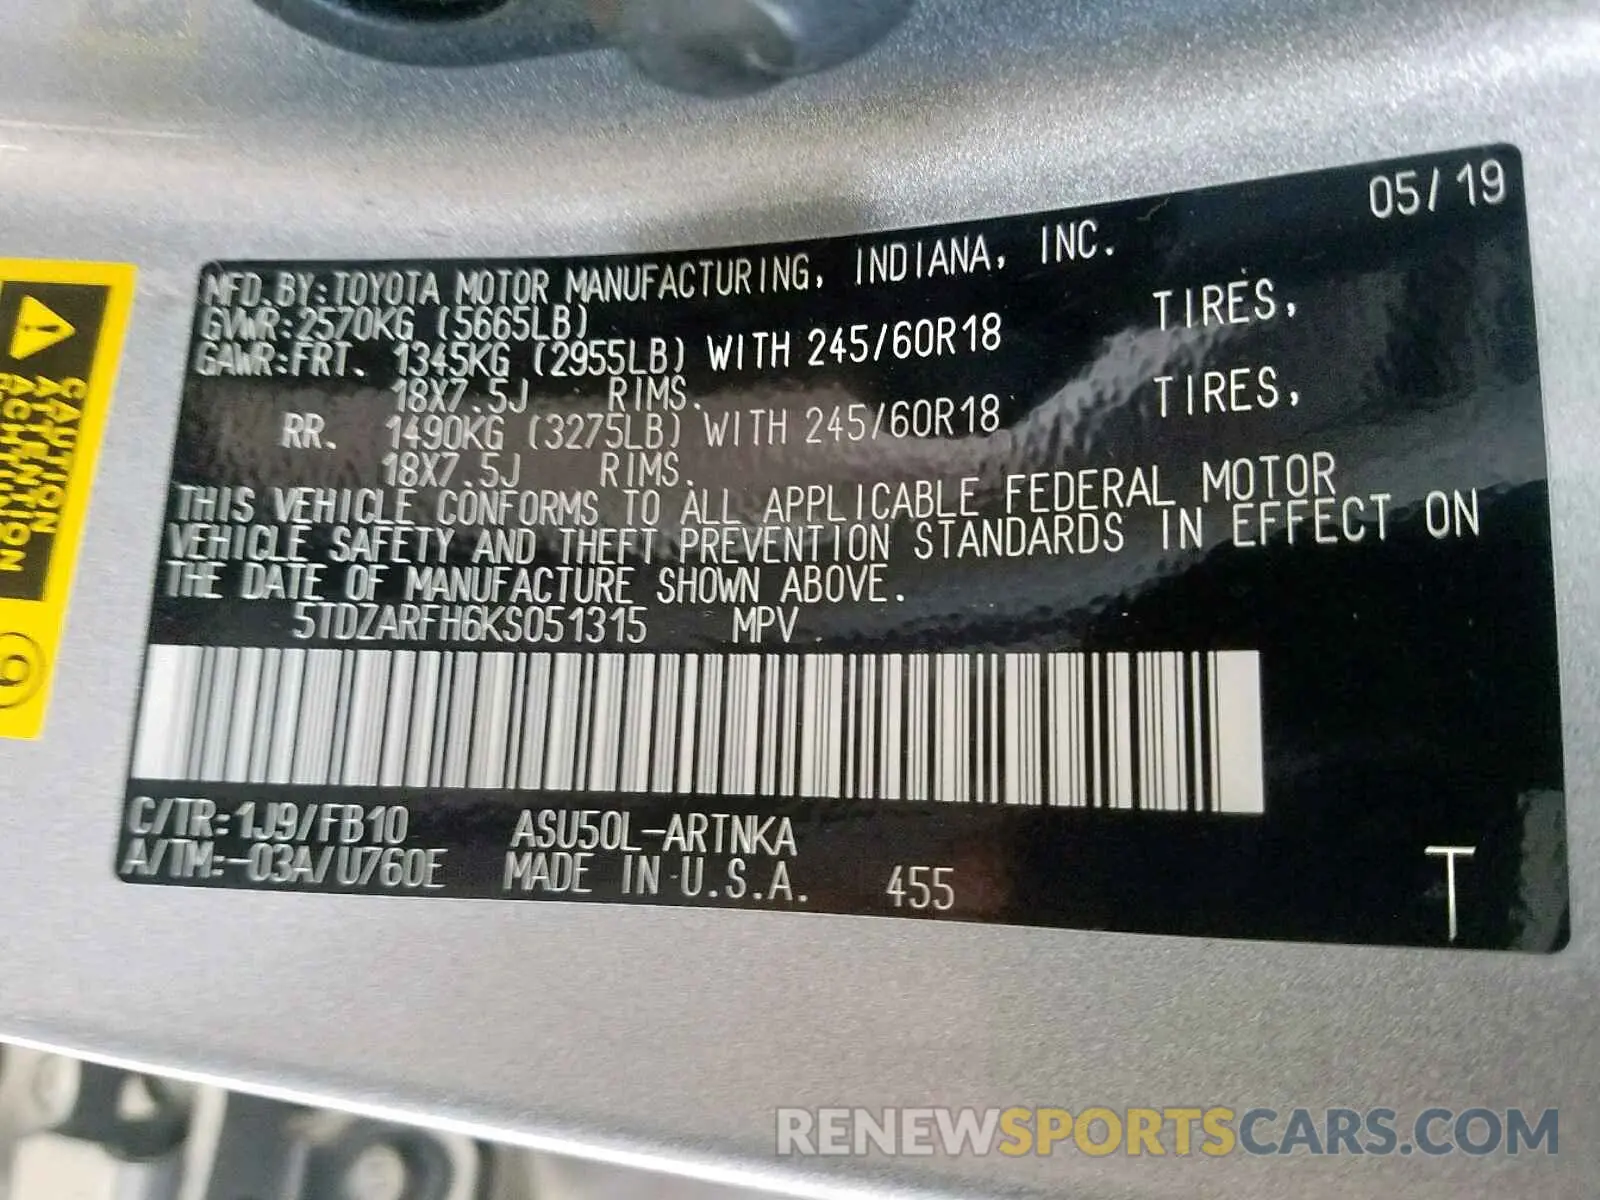 05/19
MFD.BY:TOYOTA MOTOR MANUFACTURING, INDIANA, INC.
GVWR:2570KG (5665LB)
GAWR:FRT. 1345KG (2955LB) WITH 245/60R18 TIRES,
18X7.5J RIMS.
RR. 1490KG (3275LB) WITH 245/60R18 TIRES,
18X7.5J RIMS.
THIS VEHICLE CONFORMS TO ALL APPLICABLE FEDERAL MOTOR
VEHICLE SAFETY AND THEFT PREVENTION STANDARDS IN EFFECT ON
THE DATE OF MANUFACTURE SHOWN ABOVE.
5TDZARFH6KS051315 MPV
C/TR:1J9/FB10 ASU50L-ARTNKA
A/TM:-03A/U760E MADE IN U.S.A. 455 T
CAUTION
ATTENTION
RENEWSPORTSCARS.COM